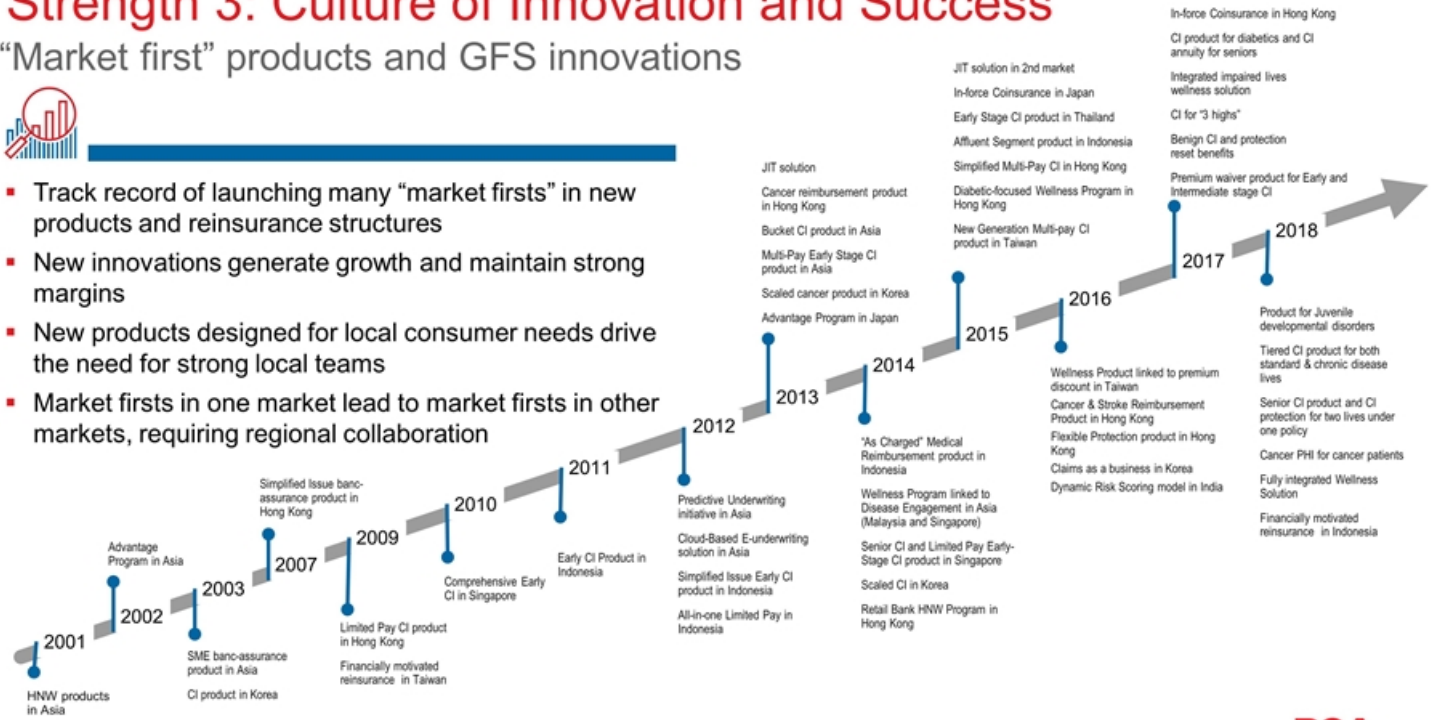 Strength 3: Culture of Innovation and Success
“Market first” products and GFS innovations
▪ Track record of launching many “market firsts” in new
products and reinsurance structures
▪ New innovations generate growth and maintain strong
margins
▪ New products designed for local consumer needs drive
the need for strong local teams
▪ Market firsts in one market lead to market firsts in other
markets, requiring regional collaboration
2001
HNW products
in Asia
2002
Advantage
Program in Asia
2003
SME banc-assurance
product in Asia
CI product in Korea
2007
Simplified Issue banc-
assurance product in
Hong Kong
2009
Limited Pay CI product
in Hong Kong
Financially motivated
reinsurance in Taiwan
2010
Comprehensive Early
CI in Singapore
2011
Early CI Product in
Indonesia
2012
Predictive Underwriting
initiative in Asia
Cloud-Based E-underwriting
solution in Asia
Simplified Issue Early CI
product in Indonesia
All-in-one Limited Pay in
Indonesia
2013
JIT solution
Cancer reimbursement product
in Hong Kong
Bucket CI product in Asia
Multi-Pay Early Stage CI
product in Asia
Scaled cancer product in Korea
Advantage Program in Japan
2014
“As Charged” Medical
Reimbursement product in
Indonesia
Wellness Program linked to
Disease Engagement in Asia
(Malaysia and Singapore)
Senior CI and Limited Pay Early-
Stage CI product in Singapore
Scaled CI in Korea
Retail Bank HNW Program in
Hong Kong
2015
JIT solution in 2nd market
In-force Coinsurance in Japan
Early Stage CI product in Thailand
Affluent Segment product in Indonesia
Simplified Multi-Pay CI in Hong Kong
Diabetic-focused Wellness Program in
Hong Kong
New Generation Multi-pay CI
product in Taiwan
2016
Wellness Product linked to premium
discount in Taiwan
Cancer & Stroke Reimbursement
Product in Hong Kong
Flexible Protection product in Hong
Kong
Claims as a business in Korea
Dynamic Risk Scoring model in India
2017
In-force Coinsurance in Hong Kong
CI product for diabetics and CI
annuity for seniors
Integrated impaired lives
wellness solution
CI for “3 highs”
Benign CI and protection
reset benefits
Premium waiver product for Early and
Intermediate stage CI
2018
Product for Juvenile
developmental disorders
Tiered CI product for both
standard & chronic disease
lives
Senior CI product and CI
protection for two lives under
one policy
Cancer PHI for cancer patients
Fully integrated Wellness
Solution
Financially motivated
reinsurance in Indonesia